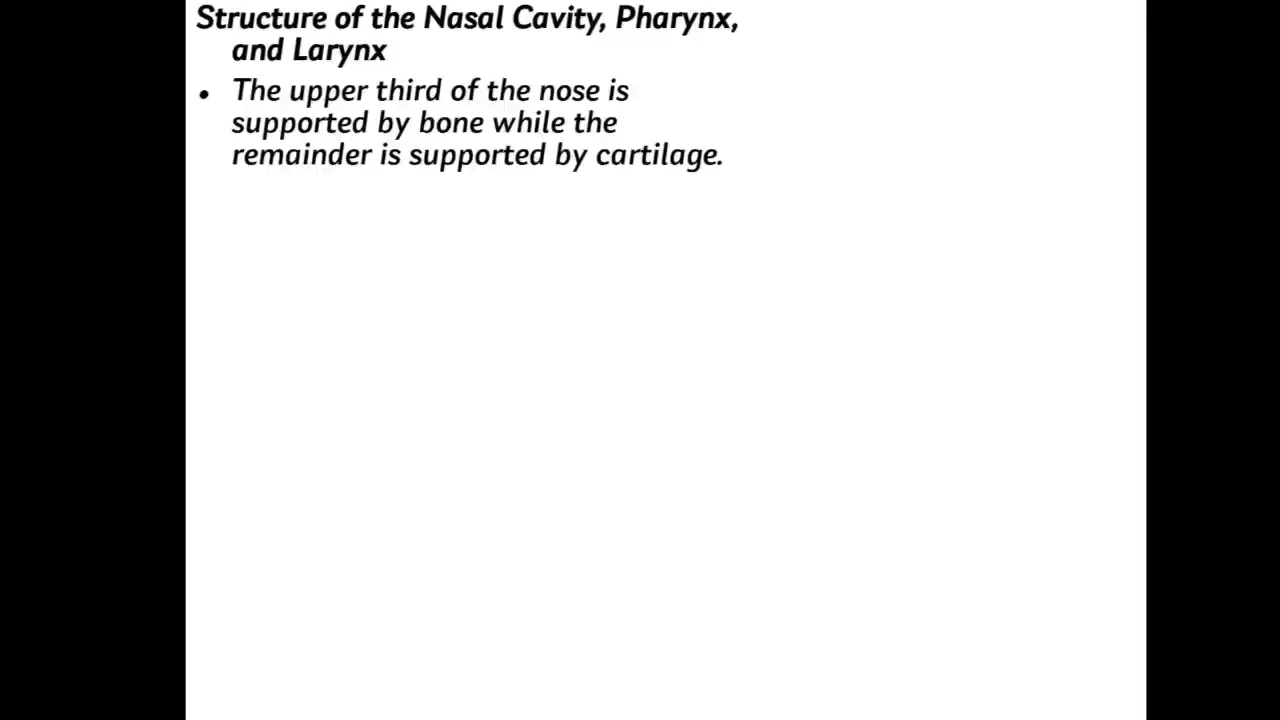 Structure of the Nasal Cavity, Pharynx,
and Larynx
• The upper third of the nose is
supported by bone while the
remainder is supported by cartilage.